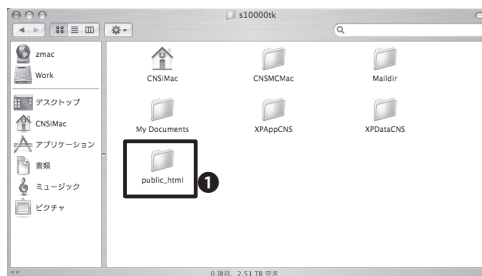 s10000tk
zmac
Work
デスクトップ
CNSiMac
アプリケーション
書類
ミュージック
ピクチャ
CNSiMac
CNSMCMac
Maildir
My Documents
XPAppCNS
XPDataCNS
public_html
1
0 項目、2.51 TB 空き